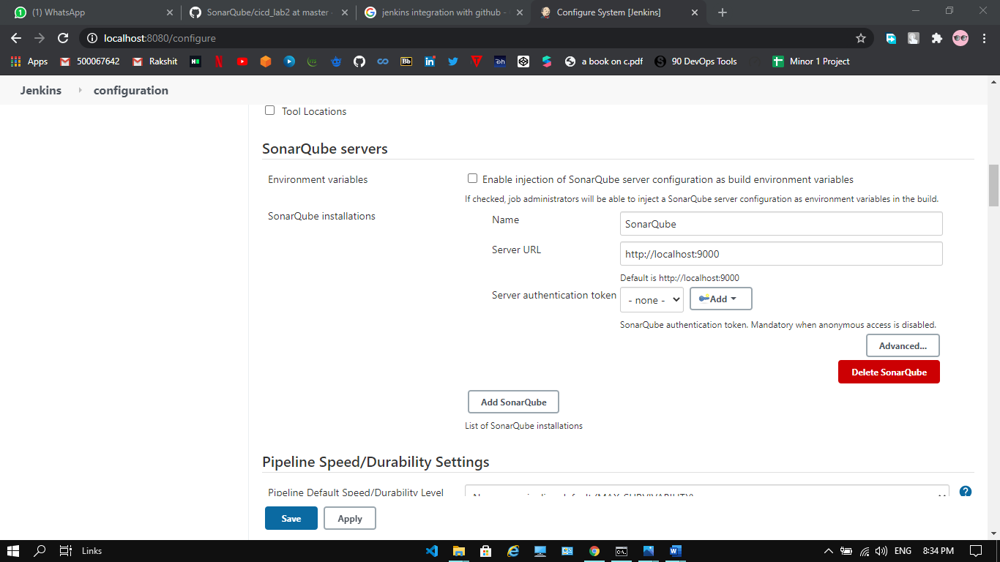 (1) WhatsApp
SonarQube/cicd_lab2 at master
jenkins integration with github -
Configure System [Jenkins]
localhost:8080/configure
Apps
500067642
Rakshit
a book on c.pdf
90 DevOps Tools
Minor 1 Project
Jenkins
configuration
Tool Locations
SonarQube servers
Environment variables
Enable injection of SonarQube server configuration as build environment variables
If checked, job administrators will be able to inject a SonarQube server configuration as environment variables in the build.
SonarQube installations
Name
SonarQube
Server URL
http://localhost:9000
Default is http://localhost:9000
Server authentication token
- none -
Add
SonarQube authentication token. Mandatory when anonymous access is disabled.
Advanced...
Delete SonarQube
Add SonarQube
List of SonarQube installations
Pipeline Speed/Durability Settings
Pipeline Default Speed/Durability Level
Save
Apply
Links
ENG
8:34 PM